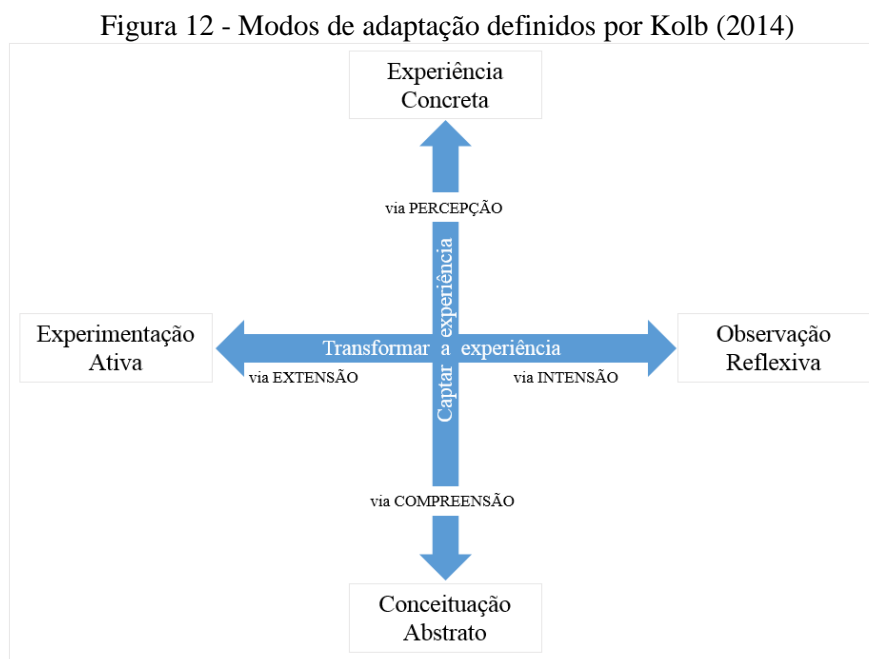 Figura 12 - Modos de adaptação definidos por Kolb (2014)
Experiência
Concreta
via PERCEPÇÃO
Captar a experiência
Experimentação
Ativa
Transformar a experiência
Observação
Reflexiva
via EXTENSÃO
via INTENSÃO
via COMPREENSÃO
Conceituação
Abstrato